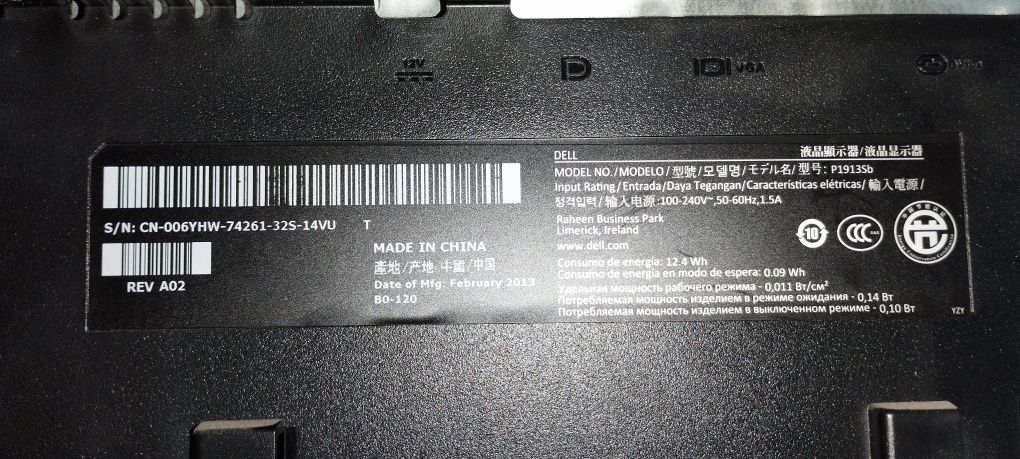 12V
VGA
DELL
液晶顯示器/液晶显示器
MODEL NO./MODELO/型號/모델명/モデル名/型号: P1913Sb
Input Rating/Entrada/Daya Tegangan/Caracteristicas elétricas/輸入電源/
정격입력/输入电源:100-240V~,50-60Hz,1.5A
S/N: CN-006YHW-74261-32S-14VU T
Raheen Business Park
Limerick, Ireland
www.dell.com
MADE IN CHINA
產地/产地 中國/中国
Date of Mfg: February 2013
B0-120
REV A02
10
CCC
Consumo de energia: 12.4 Wh
Consumo de energia en modo de espera: 0.09 Wh
Удельная мощность рабочего режима - 0,011 Вт/см²
Потребляемая мощность изделием в режиме ожидания - 0,14 Вт
Потребляемая мощность изделием в выключенном режиме - 0,10 Вт
YZY